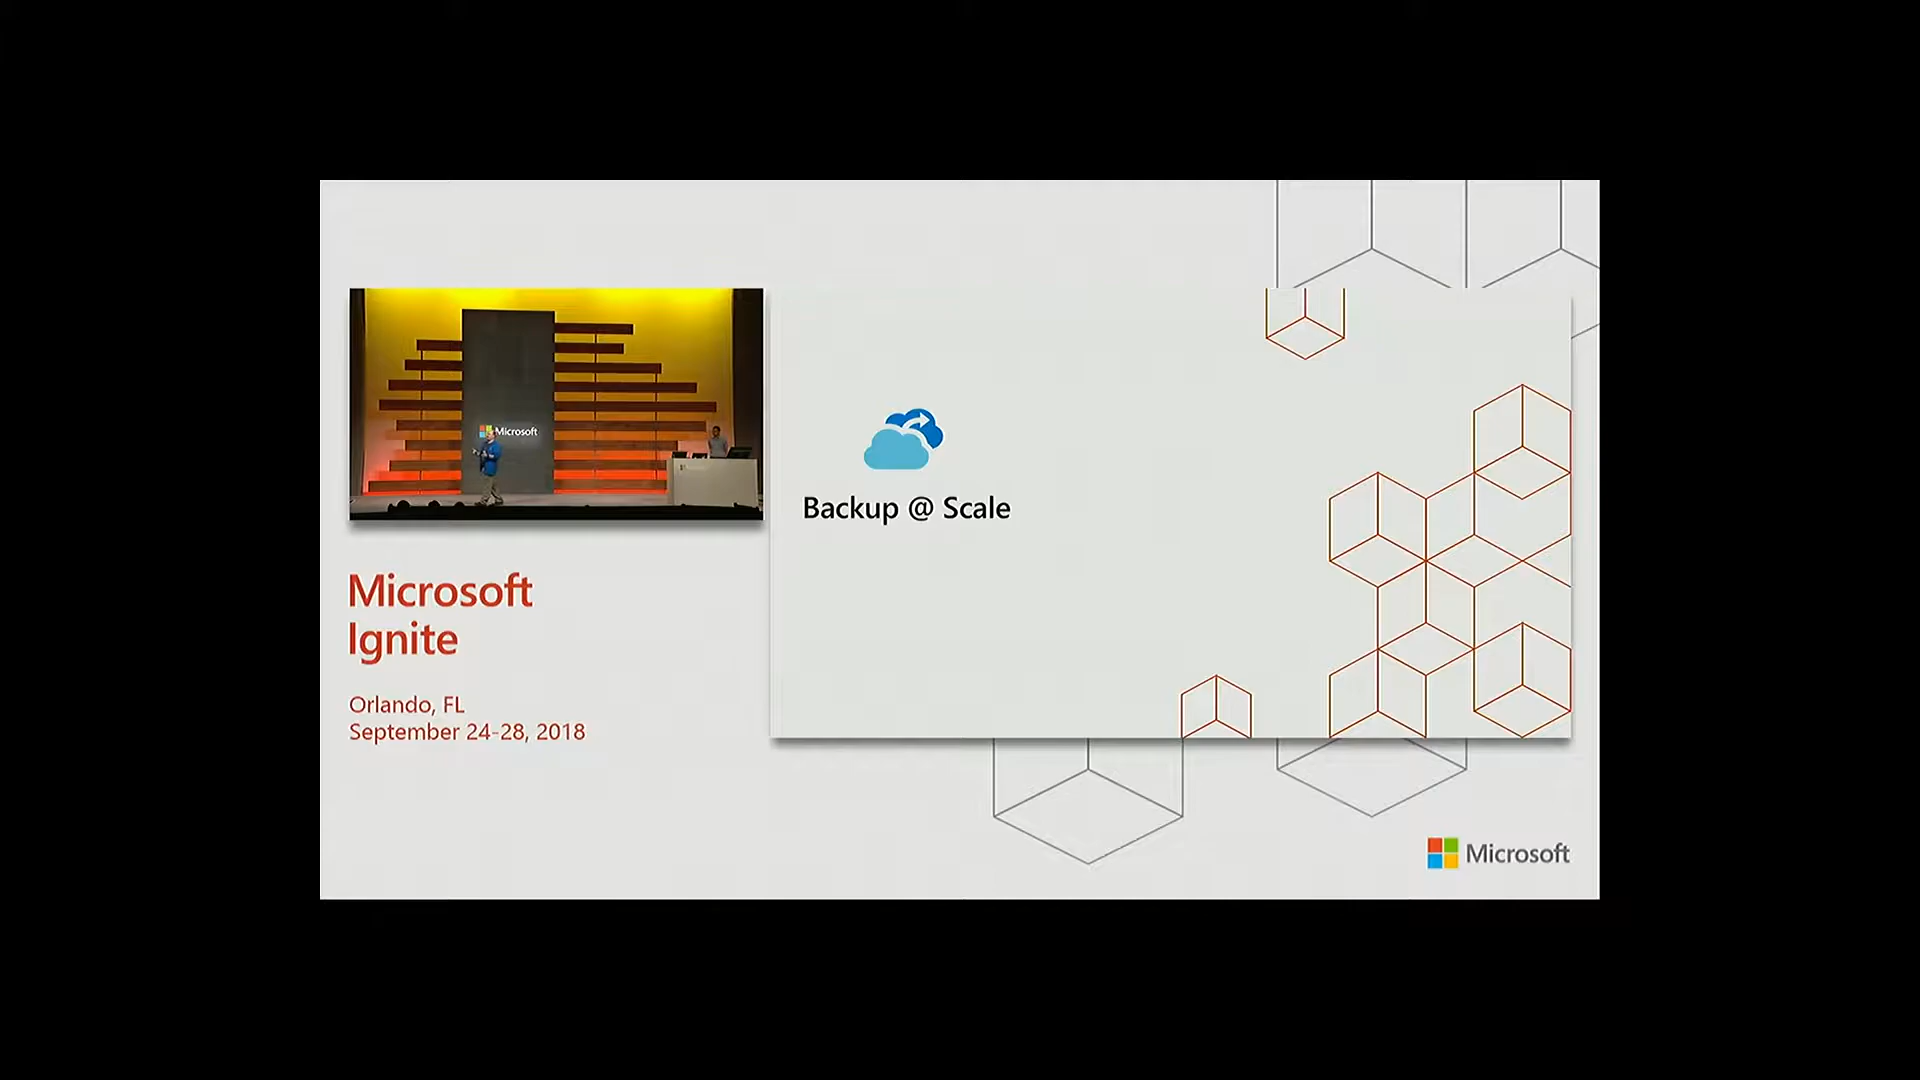 Microsoft
Backup @ Scale
Microsoft
Ignite
Orlando, FL
September 24-28, 2018
Microsoft